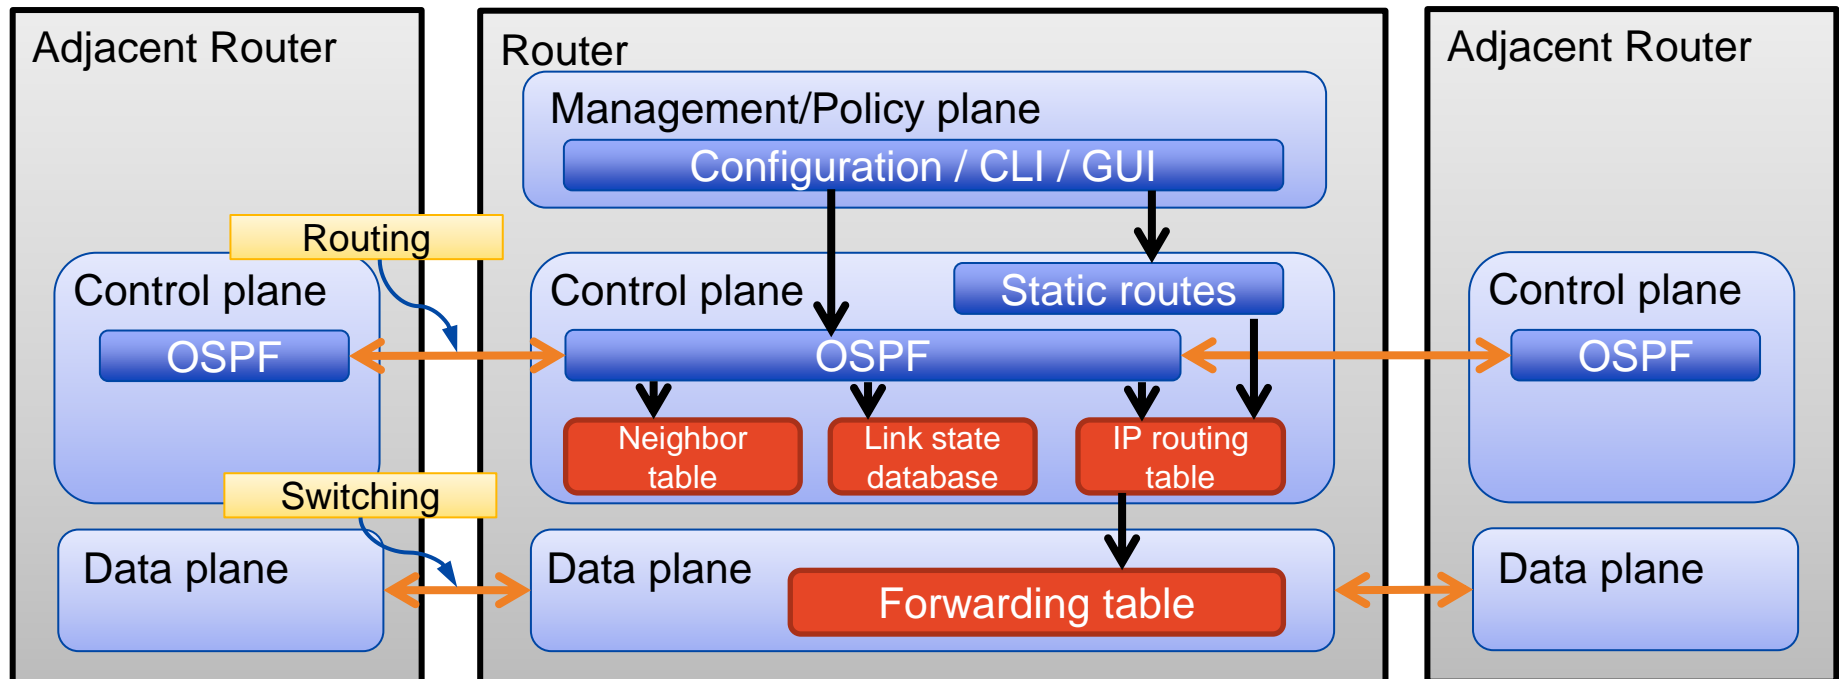 Adjacent Router
Router
Adjacent Router
Management/Policy plane
Configuration / CLI / GUI
Routing
Control plane
Control plane
Static routes
Control plane
OSPF
OSPF
OSPF
Neighbor
table
Link state
database
IP routing
table
Switching
Data plane
Data plane
Forwarding table
Data plane